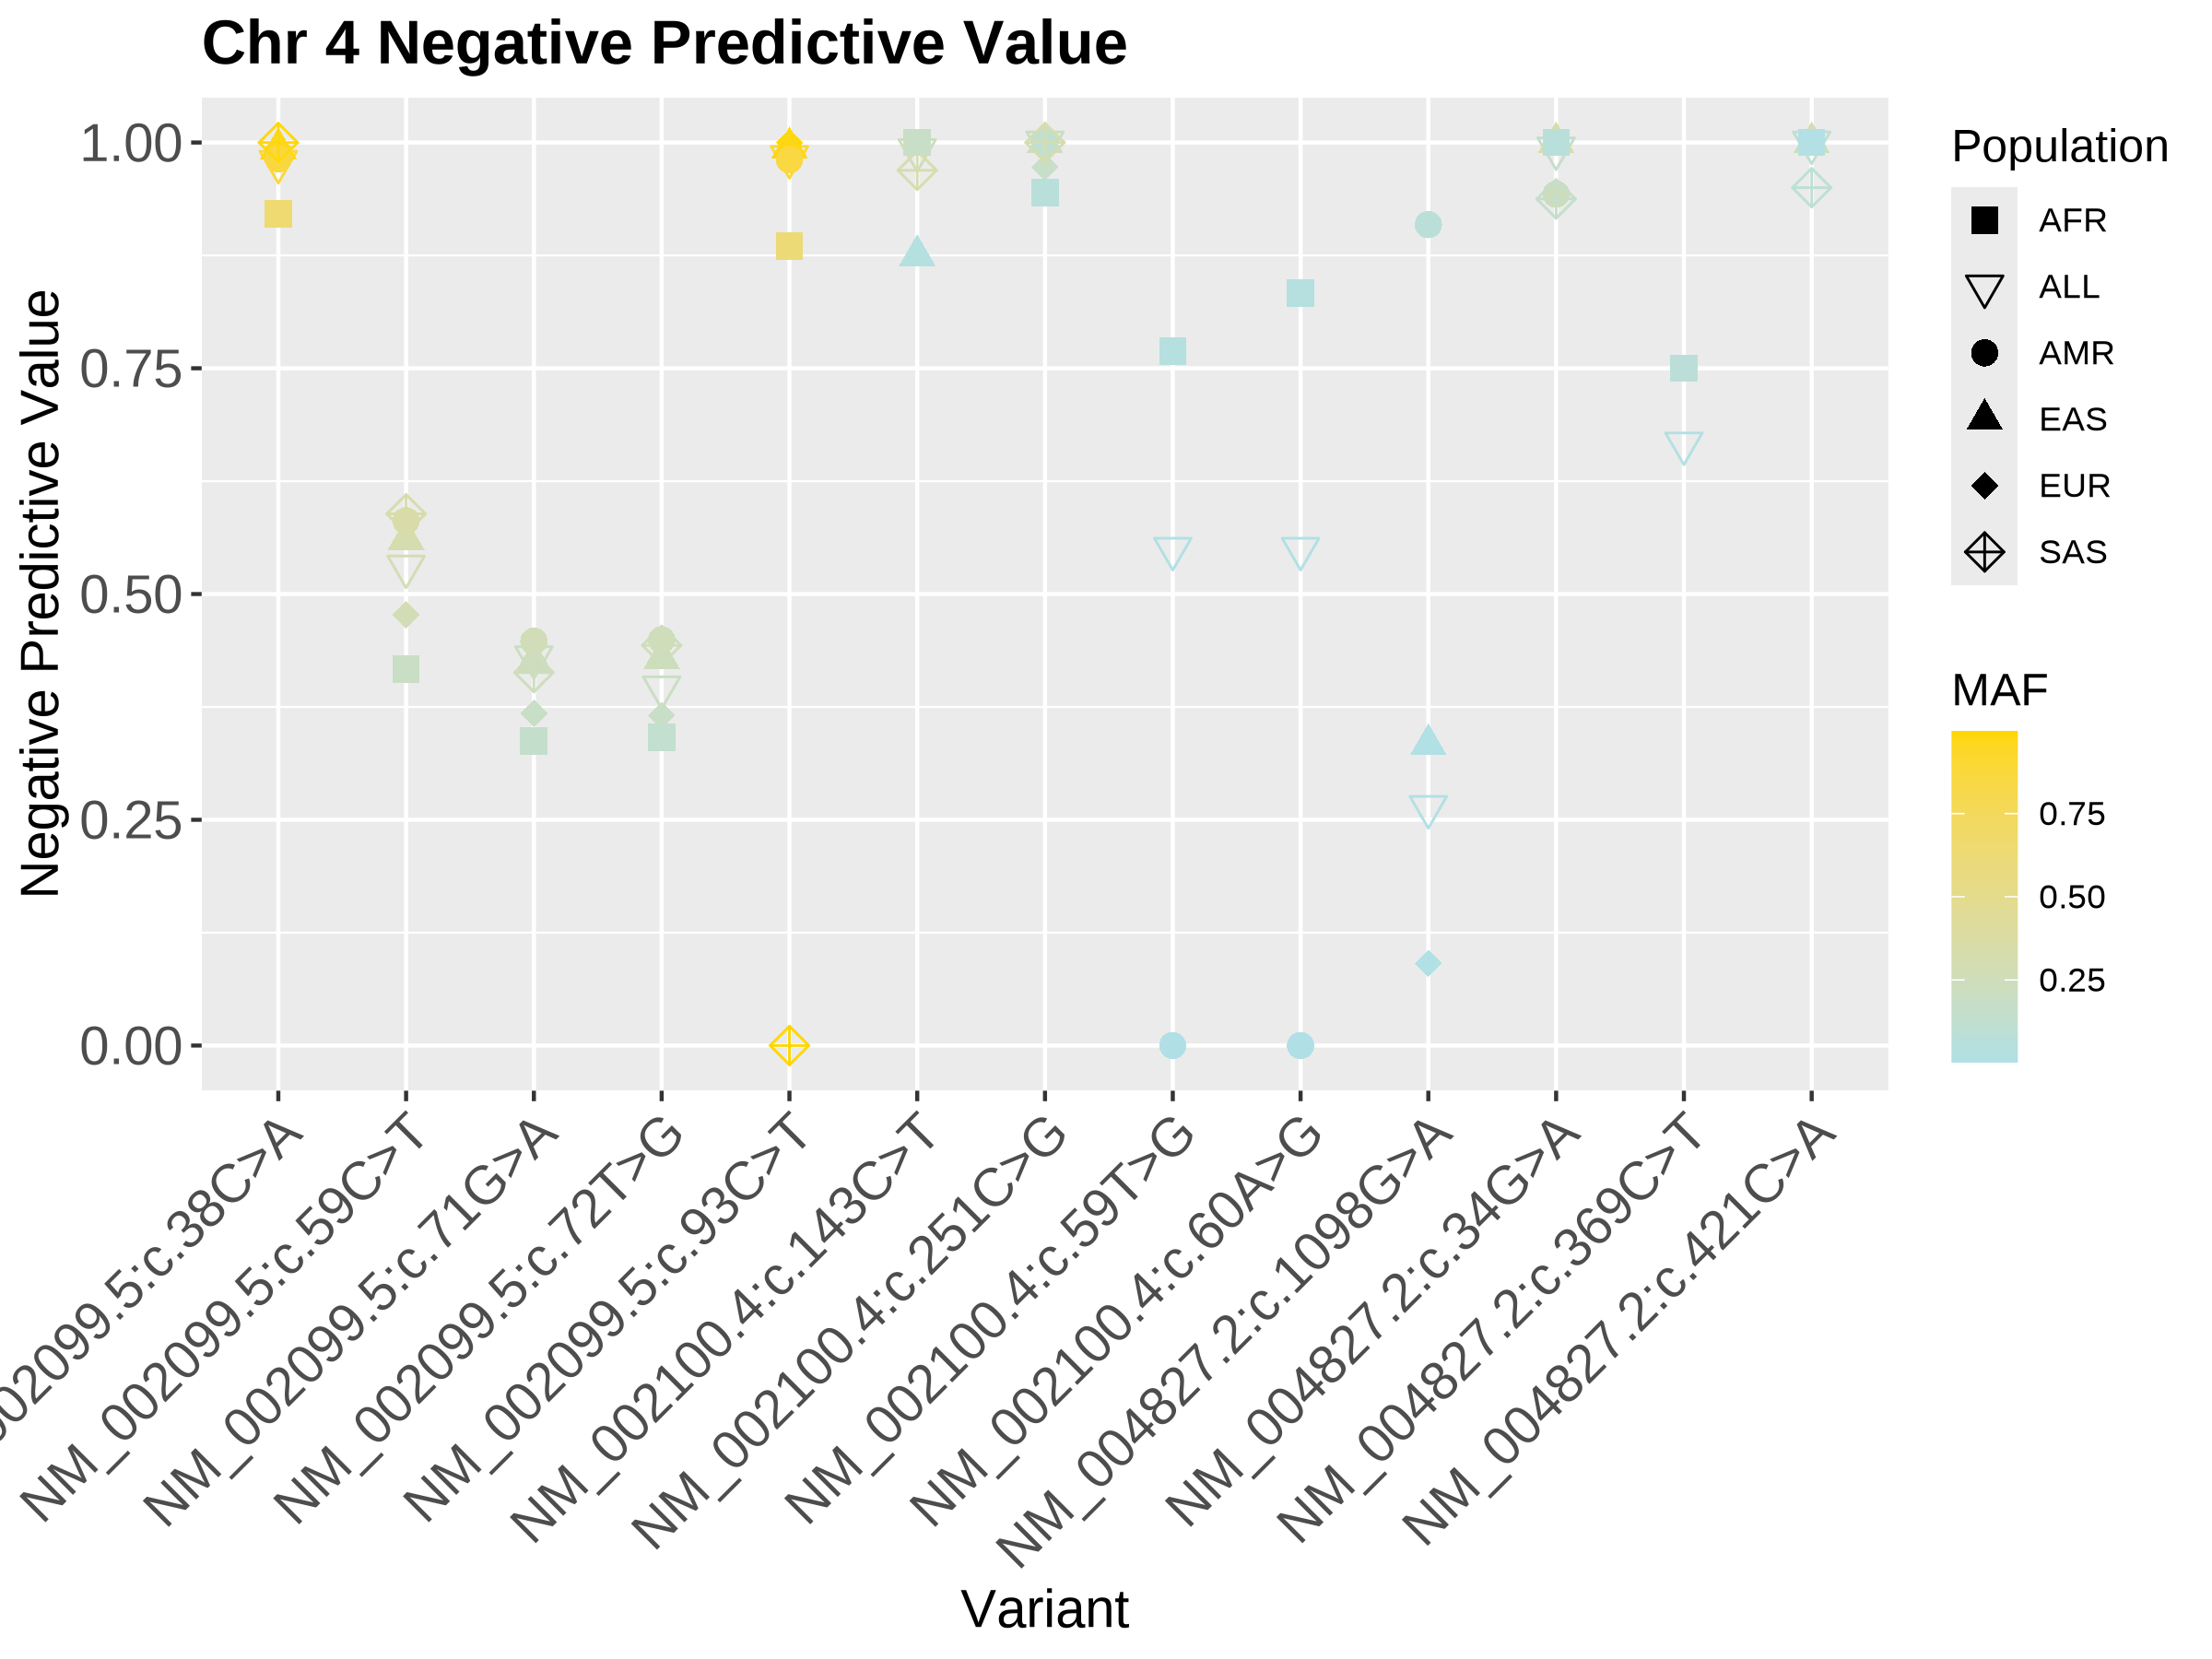 Chr 4 Negative Predictive Value
Negative Predictive Value
1.00
0.75
0.50
0.25
0.00
002099.5:c.38C>A
NM_002099.5:c.59C>T
NM_002099.5:c.71G>A
NM_002099.5:c.72T>G
NM_002099.5:c.93C>T
NM_002100.4:c.143C>T
NM_002100.4:c.251C>G
NM_002100.4:c.59T>G
NM_002100.4:c.60A>G
NM_004827.2:c.1098G>A
NM_004827.2:c.34G>A
NM_004827.2:c.369C>T
NM_004827.2:c.421C>A
Variant
Population
AFR
ALL
AMR
EAS
EUR
SAS
MAF
0.75
0.50
0.25